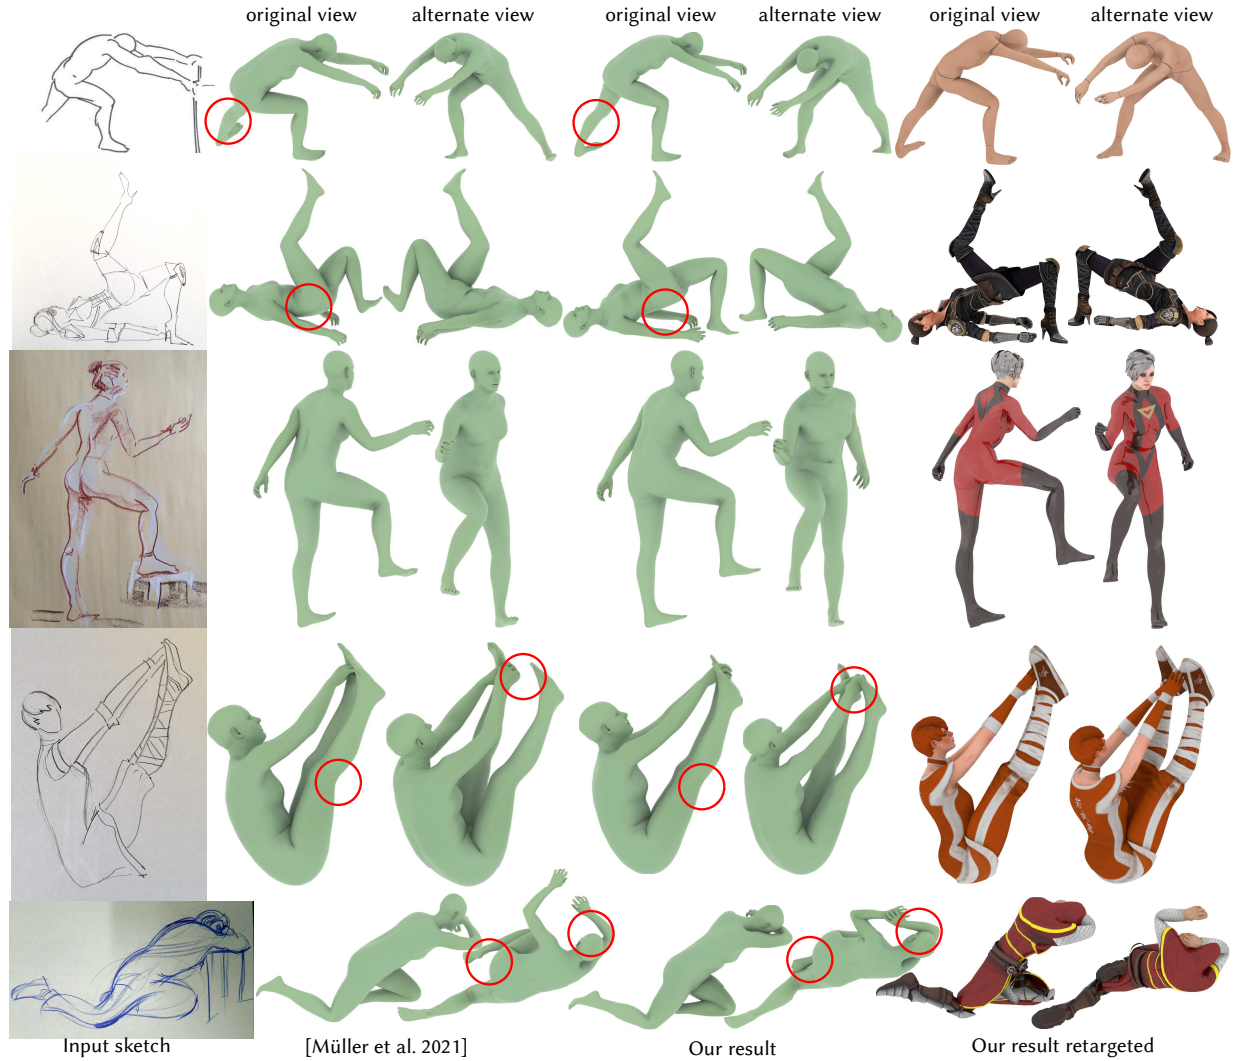 original view alternate view original view alternate view original view alternate view
Input sketch [Müller et al. 2021] Our result Our result retargeted